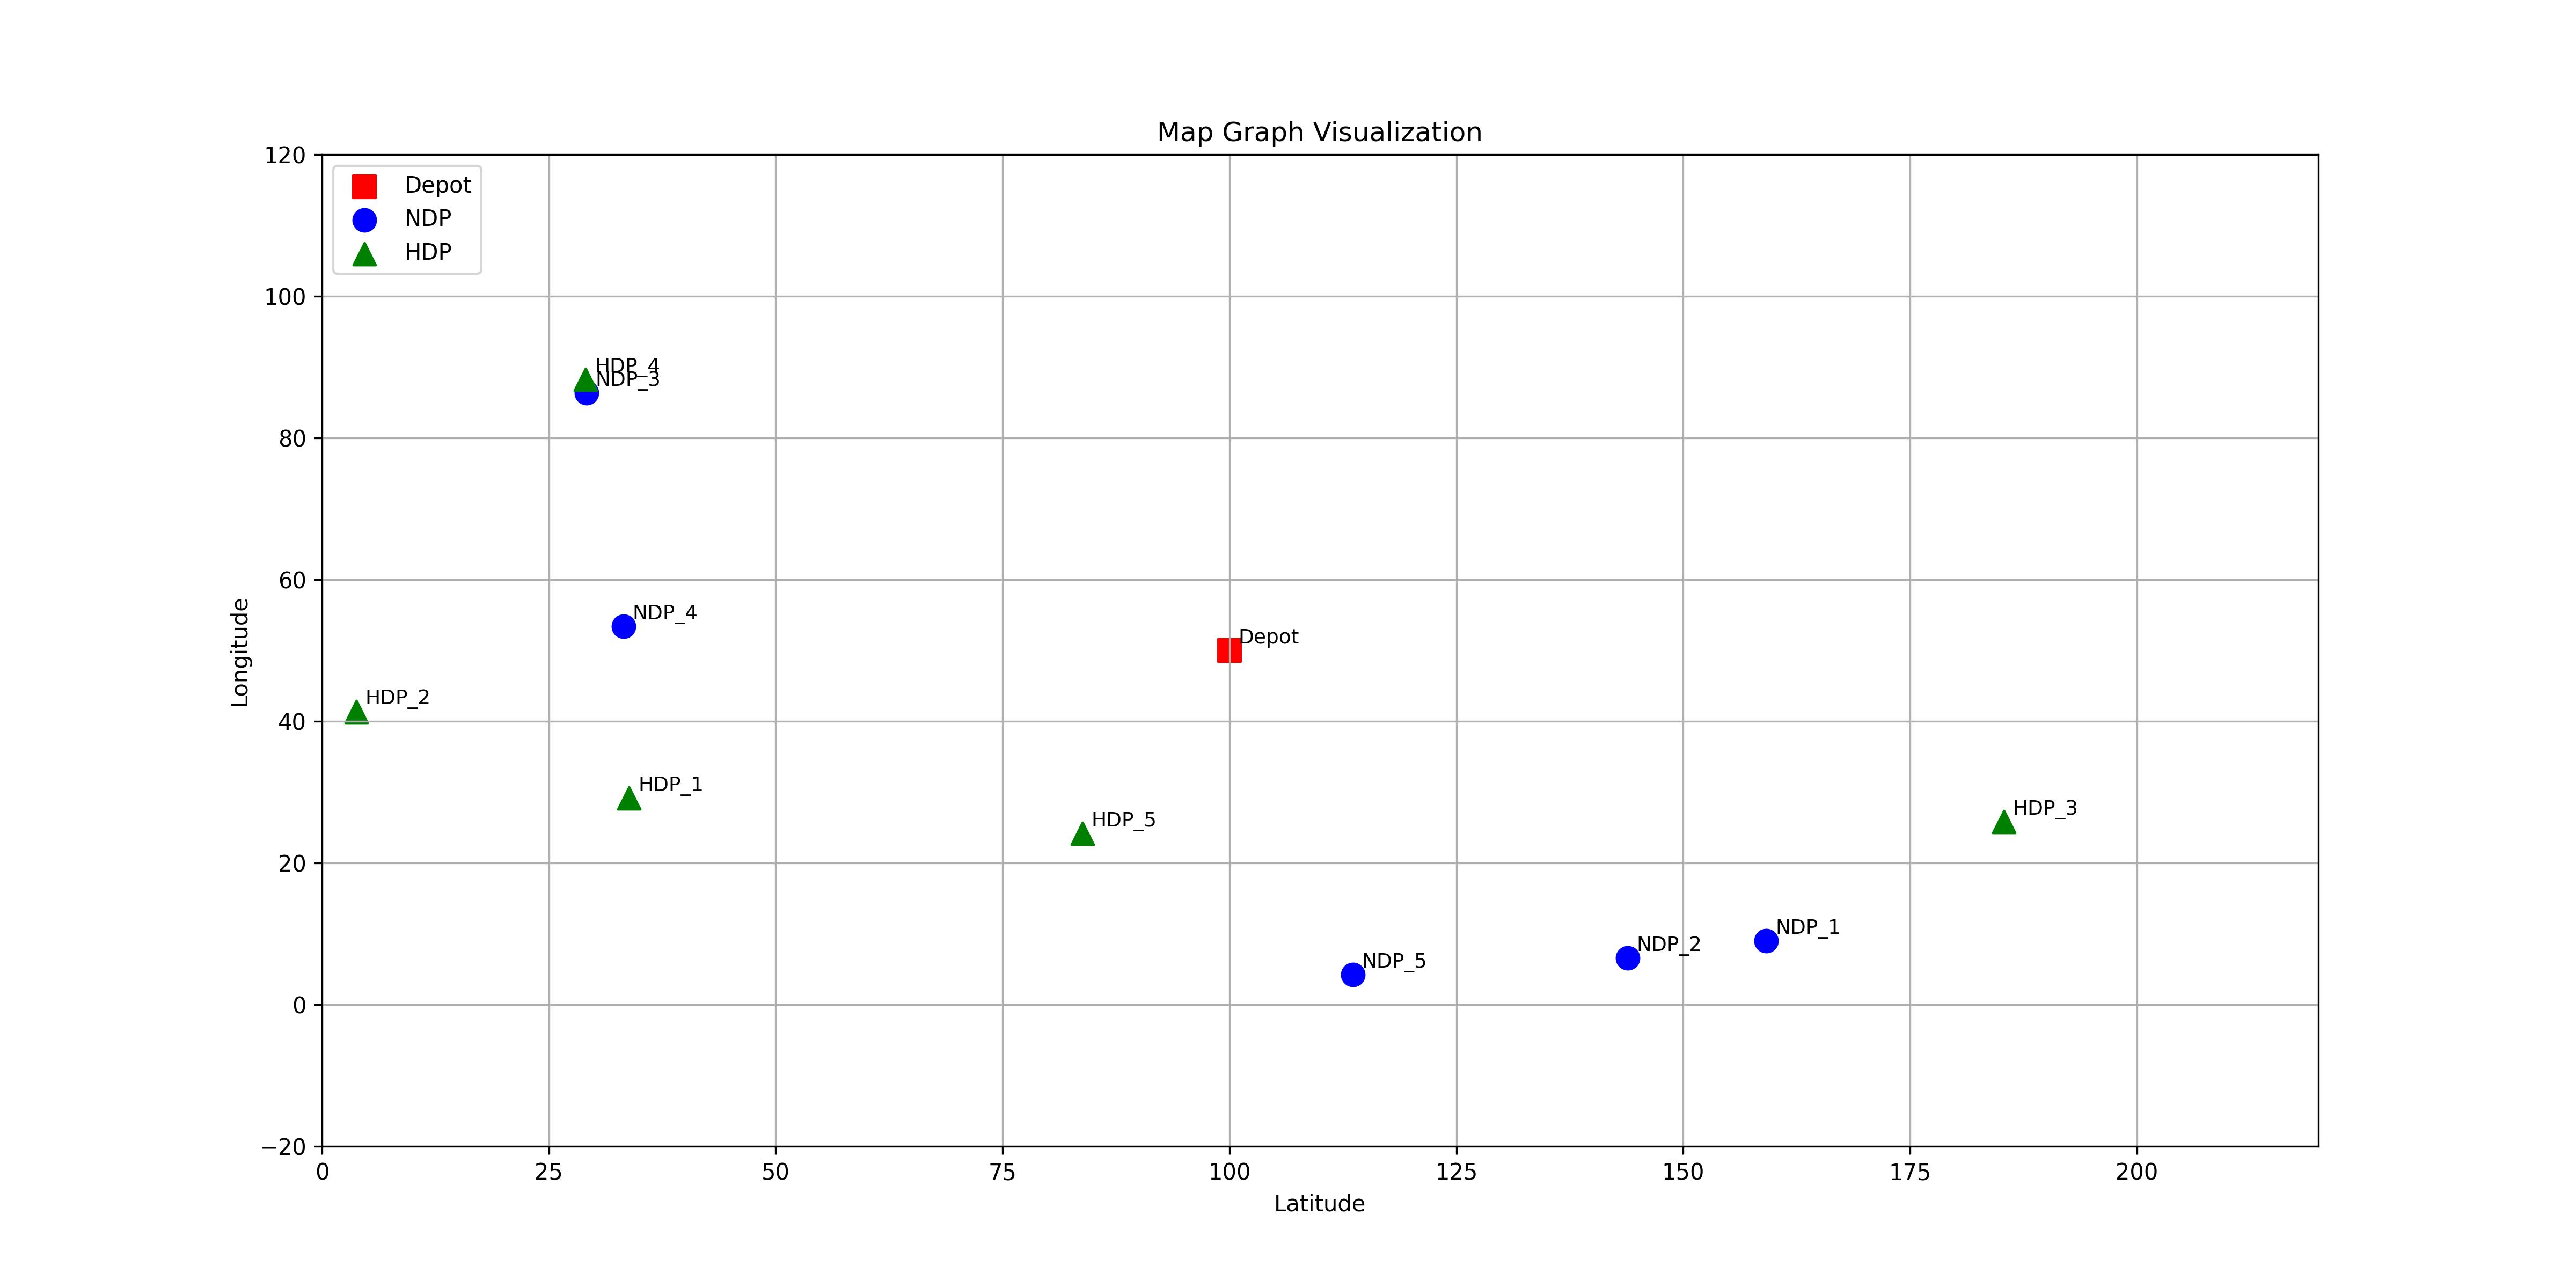 Map Graph Visualization
120
100
80
60
40
20
0
−20
Longitude
Depot
NDP
HDP
HDP_4
NDP_3
NDP_4
Depot
HDP_2
HDP_1
HDP_5
HDP_3
NDP_1
NDP_2
NDP_5
0 25 50 75 100 125 150 175 200
Latitude